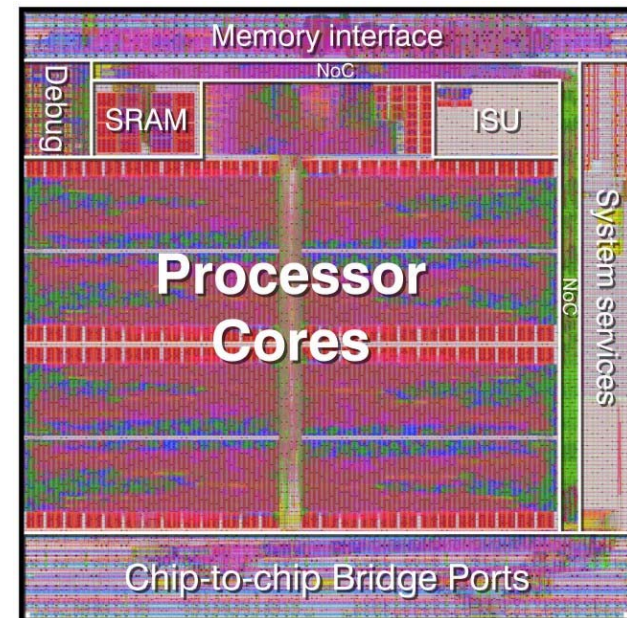 Memory interface
NoC
Debug
SRAM
ISU
System services
Processor
Cores
NoC
Chip-to-chip Bridge Ports